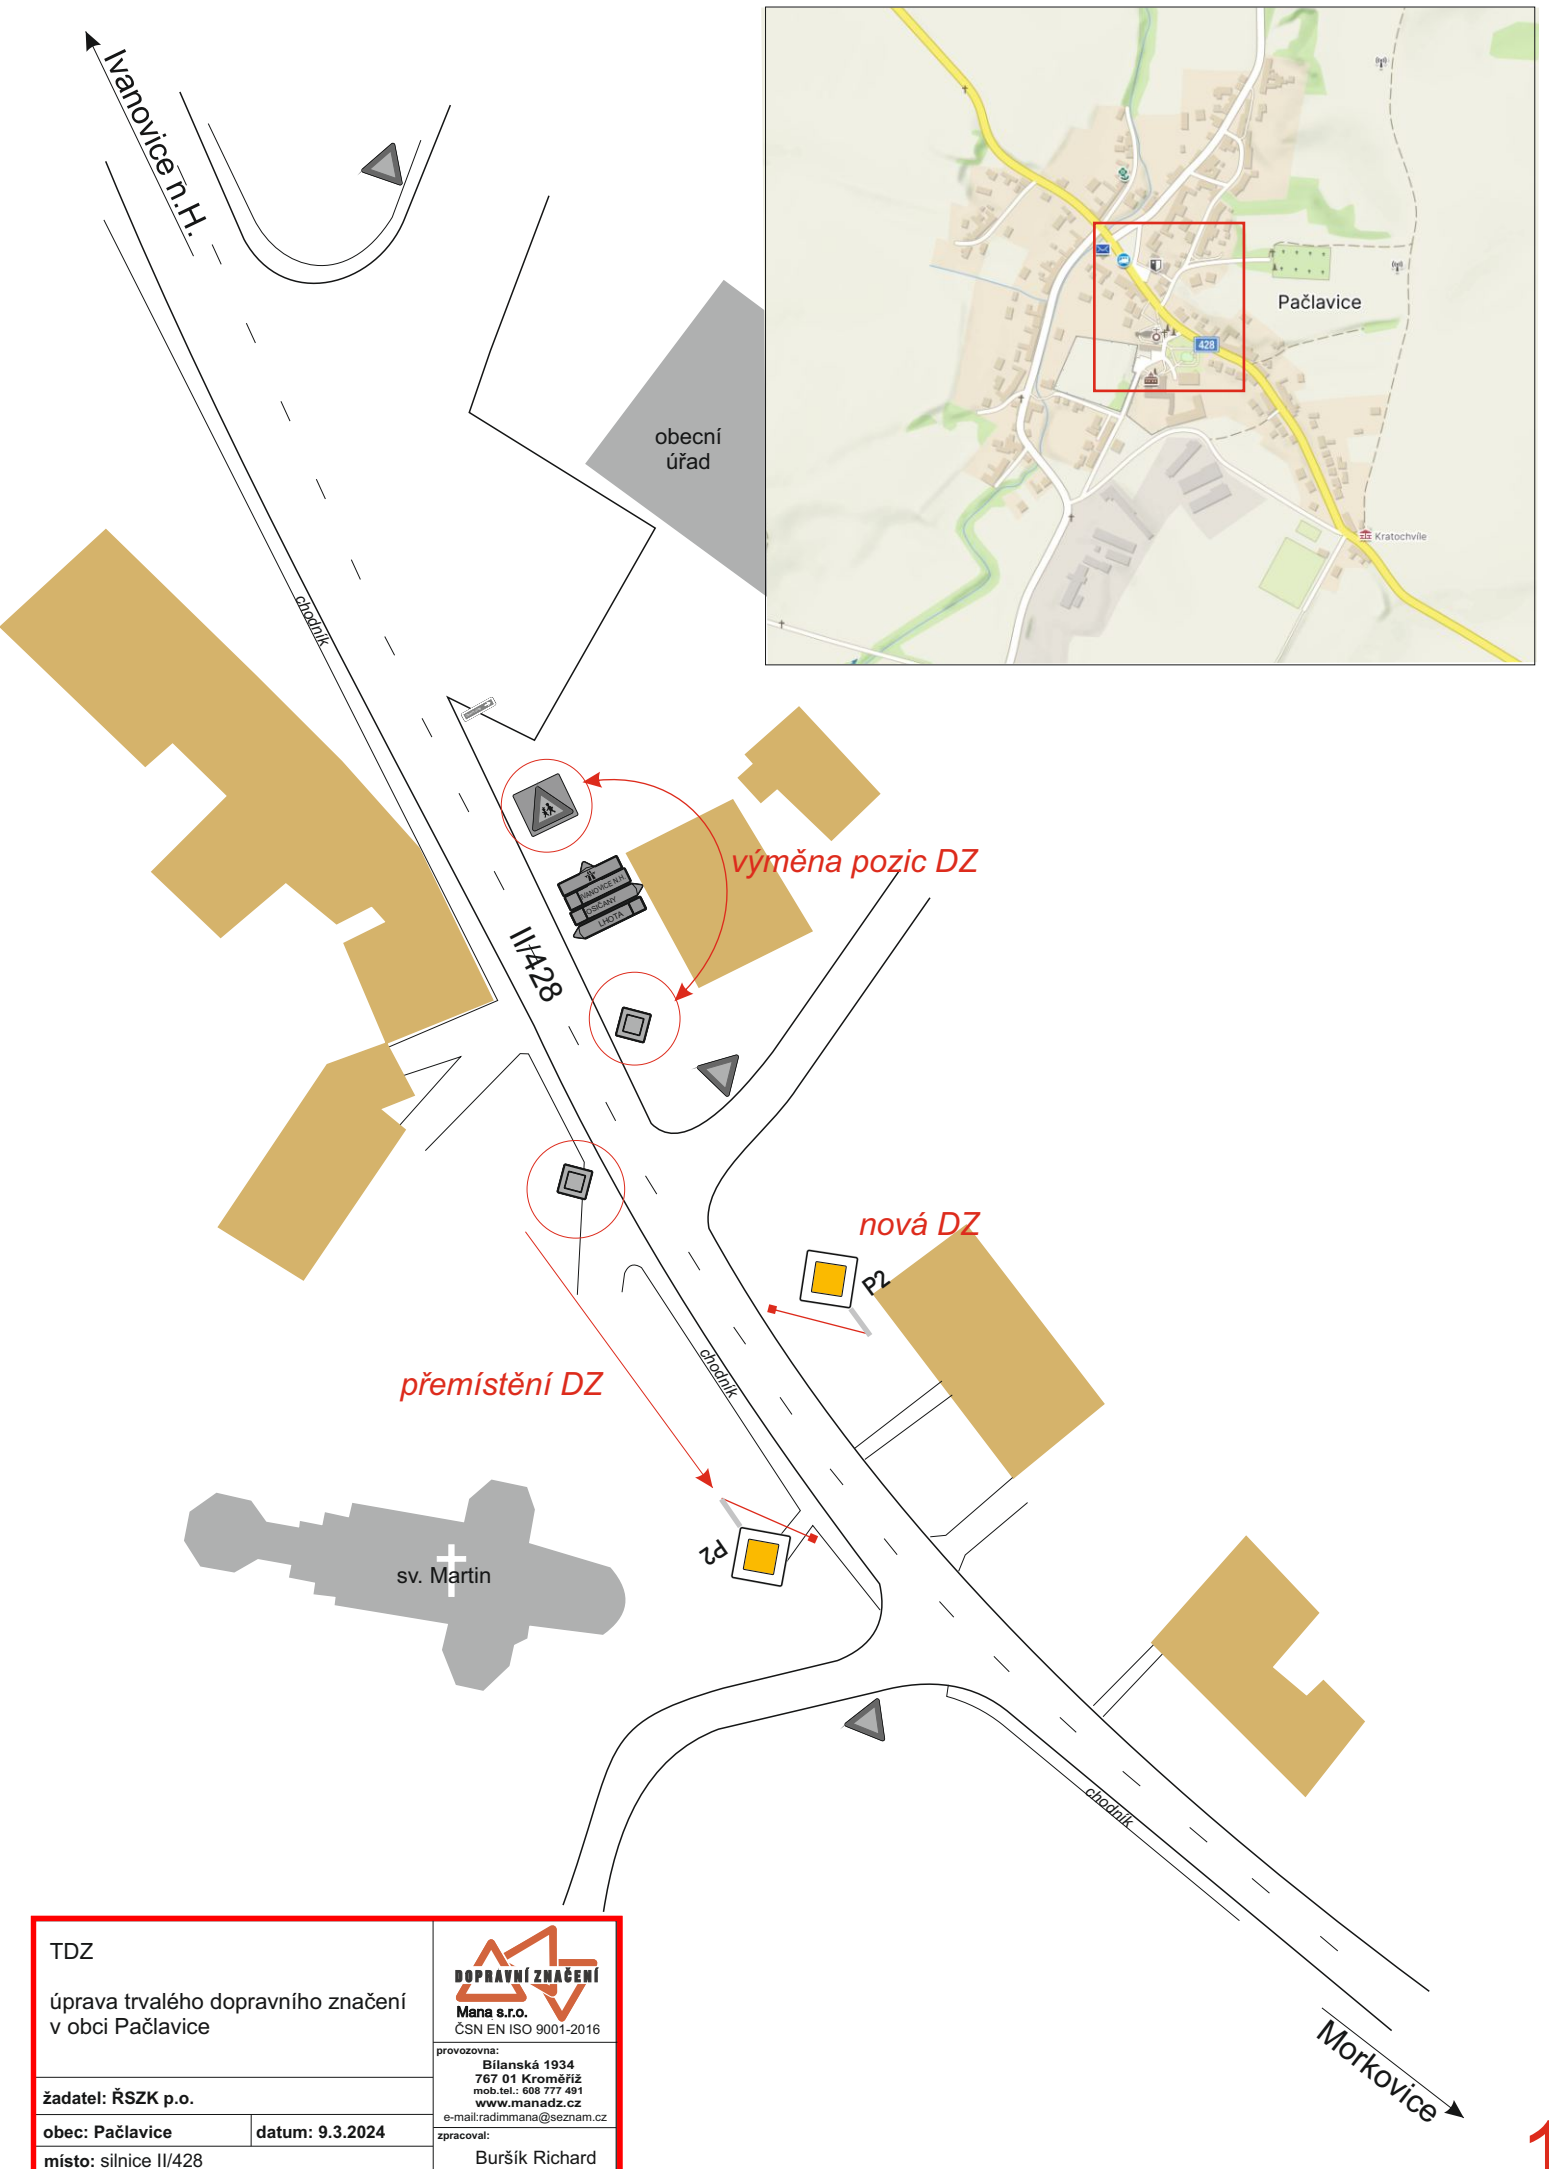 Ivanovice n.H.
obecní
úřad
Pačlavice
428
Kratochvíle
chodník
výměna pozic DZ
IVANOVICE N.H.
OSÍČANY
LHOTA
II/428
nová DZ
P2
přemístění DZ
chodník
P2
sv. Martin
chodník
Morkovice
TDZ
úprava trvalého dopravního značení
v obci Pačlavice
žadatel: ŘSZK p.o.
obec: Pačlavice
datum: 9.3.2024
místo: silnice II/428
DOPRAVNÍ ZNAČENÍ
Mana s.r.o.
ČSN EN ISO 9001-2016
provozovna:
Bílanská 1934
767 01 Kroměříž
mob.tel.: 608 777 491
www.manadz.cz
e-mail:radimmana@seznam.cz
zpracoval:
Buršík Richard
1